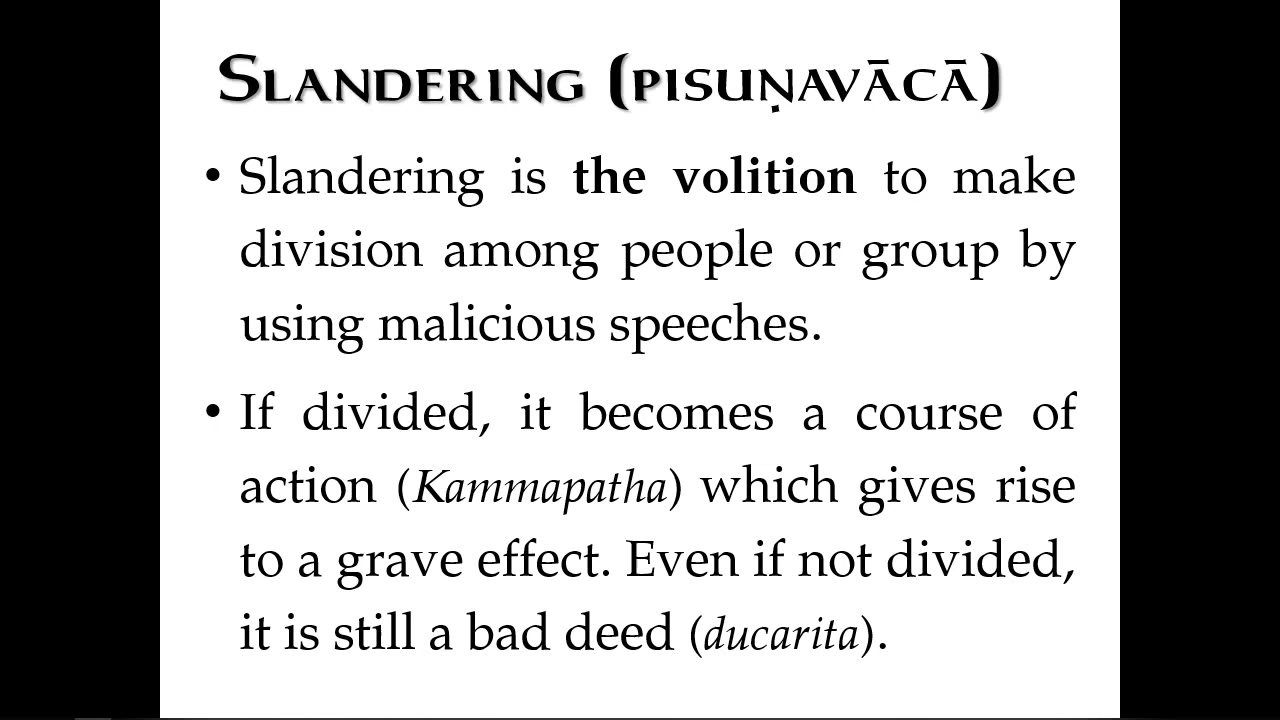 SLANDERING (PISUṆAVĀCĀ)
• Slandering is the volition to make
division among people or group by
using malicious speeches.
• If divided, it becomes a course of
action (Kammapatha) which gives rise
to a grave effect. Even if not divided,
it is still a bad deed (ducarita).